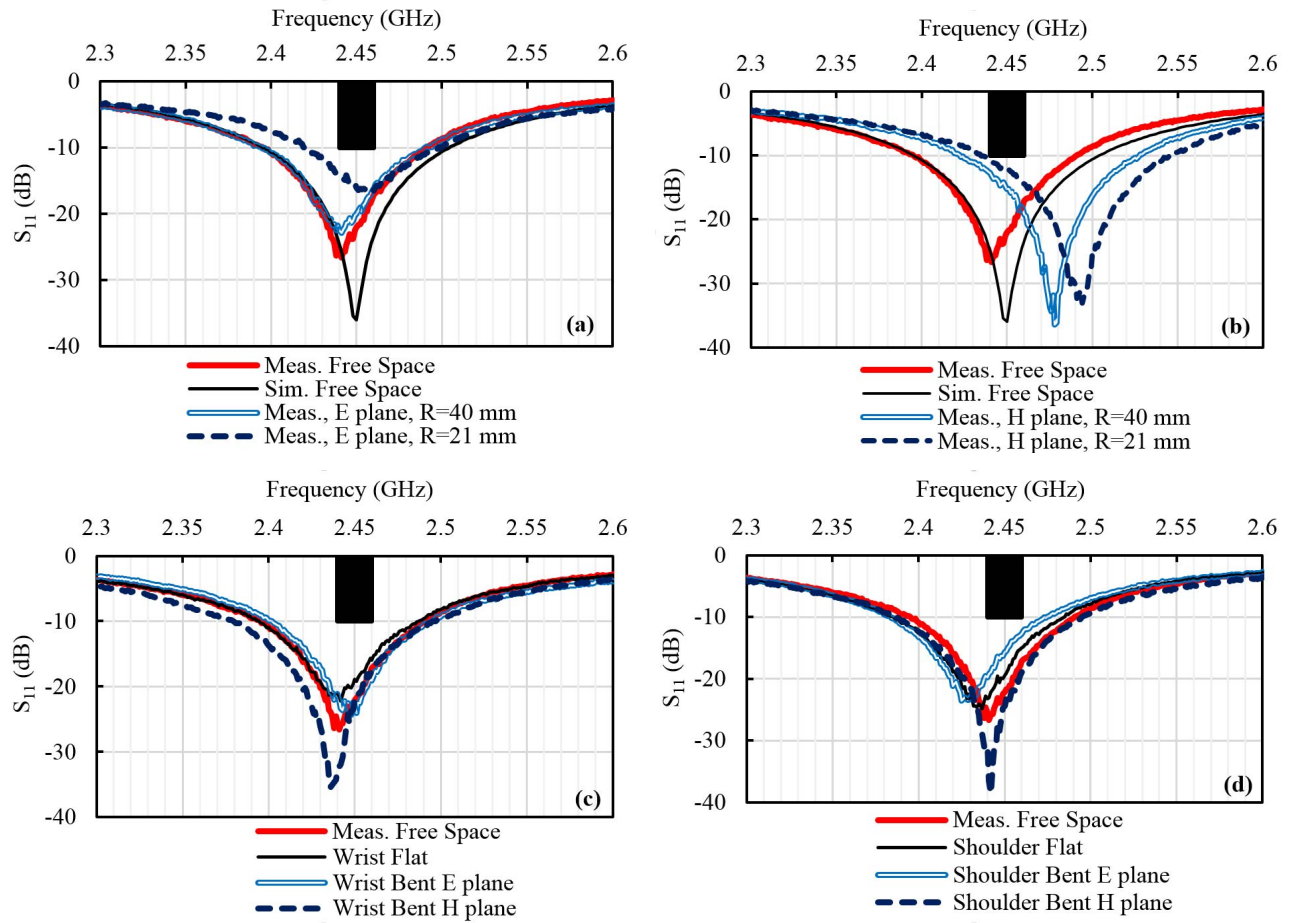 Frequency (GHz)
2.3 2.35 2.4 2.45 2.5 2.55 2.6
0
-10
-20
-30
-40
S11 (dB)
(a)
Meas. Free Space
Sim. Free Space
Meas., E plane, R=40 mm
Meas., E plane, R=21 mm
Frequency (GHz)
2.3 2.35 2.4 2.45 2.5 2.55 2.6
0
-10
-20
-30
-40
S11 (dB)
(b)
Meas. Free Space
Sim. Free Space
Meas., H plane, R=40 mm
Meas., H plane, R=21 mm
Frequency (GHz)
2.3 2.35 2.4 2.45 2.5 2.55 2.6
0
-10
-20
-30
-40
S11 (dB)
(c)
Meas. Free Space
Wrist Flat
Wrist Bent E plane
Wrist Bent H plane
Frequency (GHz)
2.3 2.35 2.4 2.45 2.5 2.55 2.6
0
-10
-20
-30
-40
S11 (dB)
(d)
Meas. Free Space
Shoulder Flat
Shoulder Bent E plane
Shoulder Bent H plane